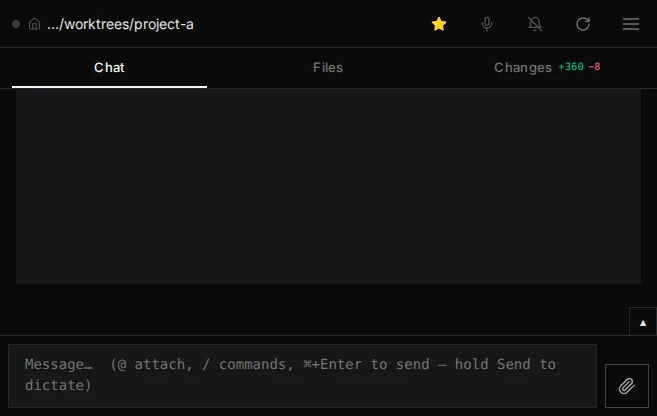 .../worktrees/project-a
Chat
Files
Changes +360 −8
Message… (@ attach, / commands, ⌘+Enter to send — hold Send to
dictate)